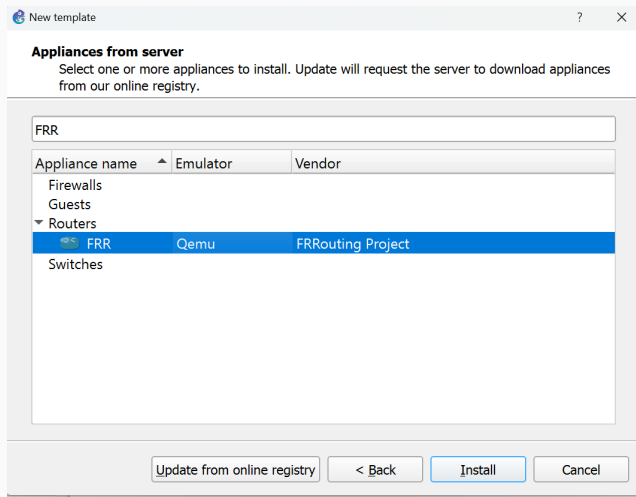 New template
?
Appliances from server
Select one or more appliances to install. Update will request the server to download appliances
from our online registry.
FRR
Appliance name Emulator Vendor
Firewalls
Guests
Routers
FRR Qemu FRRouting Project
Switches
Update from online registry < Back Install Cancel